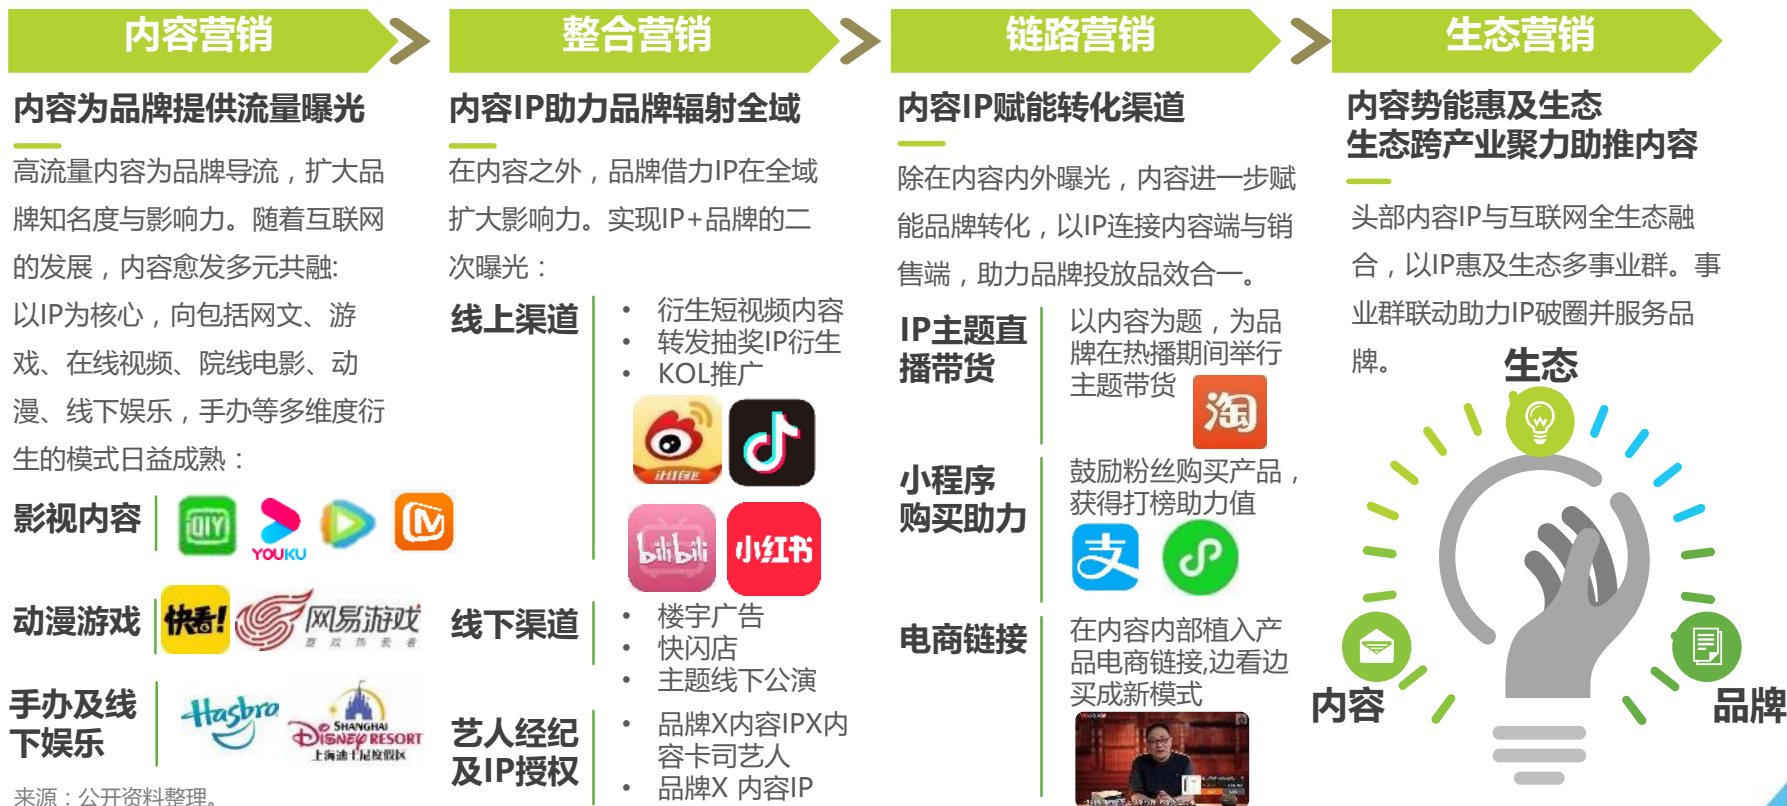 内容营销
整合营销
链路营销
生态营销
内容为品牌提供流量曝光
高流量内容为品牌导流，扩大品
牌知名度与影响力。随着互联网
的发展，内容愈发多元共融:
以IP为核心，向包括网文、游
戏、在线视频、院线电影、动
漫、线下娱乐，手办等多维度衍
生的模式日益成熟：
影视内容
QIY
YOUKU
动漫游戏
快看!
网易游戏
游戏热爱者
手办及线
下娱乐
Hasbro
SHANGHAI
DISNEY RESORT
上海迪士尼度假区
来源：公开资料整理。
内容IP助力品牌辐射全域
在内容之外，品牌借力IP在全域
扩大影响力。实现IP+品牌的二
次曝光：
线上渠道
• 衍生短视频内容
• 转发抽奖IP衍生
• KOL推广
bilibili
小红书
线下渠道
• 楼宇广告
• 快闪店
• 主题线下公演
艺人经纪
及IP授权
• 品牌X内容IPX内
容卡司艺人
• 品牌X 内容IP
内容IP赋能转化渠道
除在内容内外曝光，内容进一步赋
能品牌转化，以IP连接内容端与销
售端，助力品牌投放品效合一。
IP主题直
播带货
以内容为题，为品
牌在热播期间举行
主题带货
淘
小程序
购买助力
鼓励粉丝购买产品，
获得打榜助力值
支
电商链接
在内容内部植入产
品电商链接,边看边
买成新模式
内容势能惠及生态
生态跨产业聚力助推内容
头部内容IP与互联网全生态融
合，以IP惠及生态多事业群。事
业群联动助力IP破圈并服务品
牌。
生态
内容
品牌